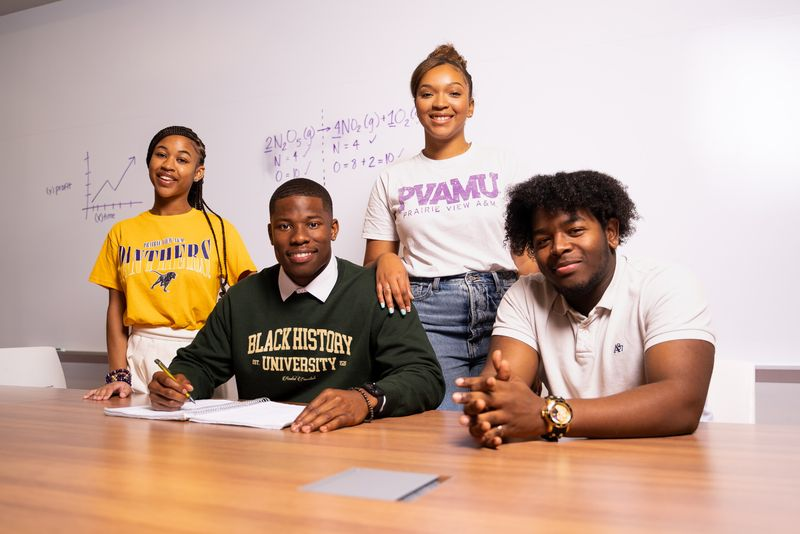 (y) profit
time
2N₂O₅(g) → 4NO₂(g) + 1O₂(g)
N = 4 ✓ N = 4 ✓
O = 10 ✓ O = 8 + 2 = 10 ✓
PRAIRIE VIEW A&M
PANTHERS
BLACK HISTORY
EST. UNIVERSITY
PVAMU
PRAIRIE VIEW A&M